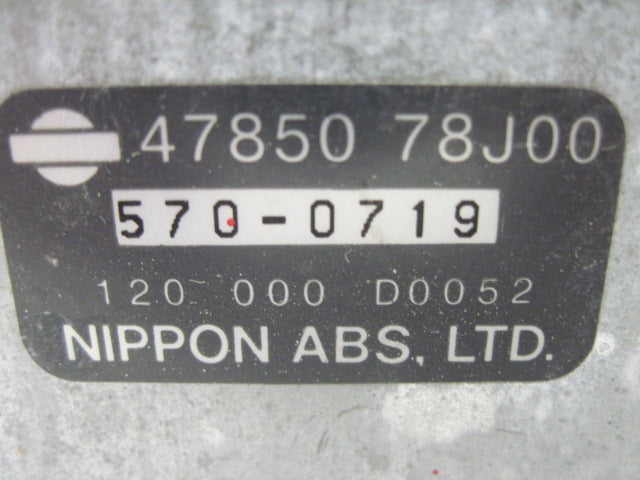 47850 78J00
570-0719
120 000 D0052
NIPPON ABS, LTD.